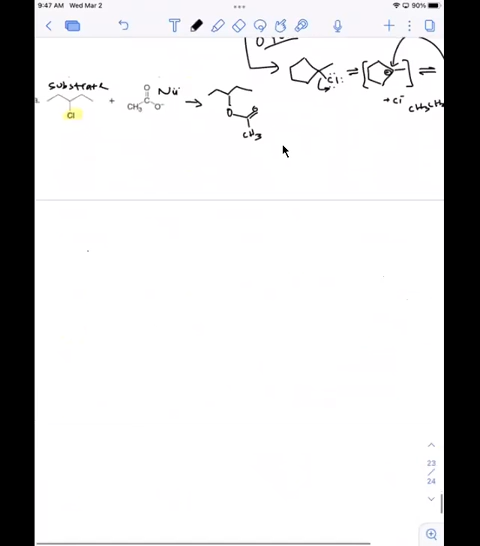 9:47 AM Wed Mar 2
90%
Cl:
+ Cl⁻
CH₃CH₂
substrate
Cl
+
O
CH₃ C O⁻
Nu:
O
O
CH₃
23
/
24